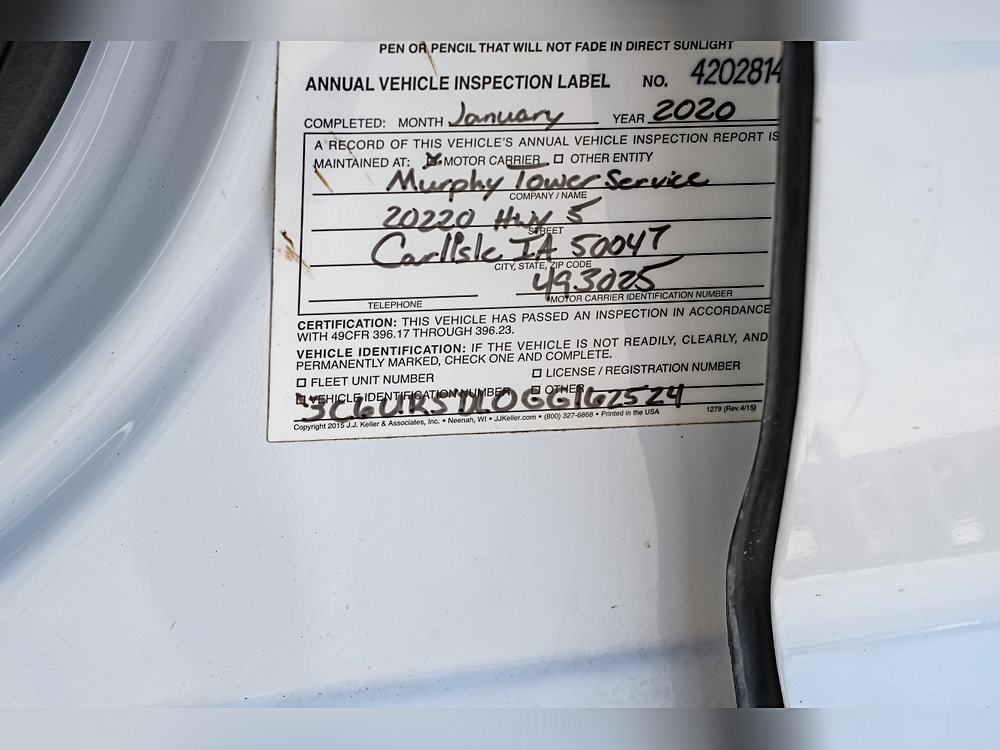 PEN OR PENCIL THAT WILL NOT FADE IN DIRECT SUNLIGHT
ANNUAL VEHICLE INSPECTION LABEL NO. 4202814
COMPLETED: MONTH January YEAR 2020
A RECORD OF THIS VEHICLE'S ANNUAL VEHICLE INSPECTION REPORT IS
MAINTAINED AT: ☒ MOTOR CARRIER ☐ OTHER ENTITY
Murphy Tower Service
COMPANY / NAME
20220 Hwy 5
STREET
Carlisle IA 50047
CITY, STATE, ZIP CODE
493025
TELEPHONE MOTOR CARRIER IDENTIFICATION NUMBER
CERTIFICATION: THIS VEHICLE HAS PASSED AN INSPECTION IN ACCORDANCE
WITH 49CFR 396.17 THROUGH 396.23.
VEHICLE IDENTIFICATION: IF THE VEHICLE IS NOT READILY, CLEARLY, AND
PERMANENTLY MARKED, CHECK ONE AND COMPLETE.
☐ FLEET UNIT NUMBER ☐ LICENSE / REGISTRATION NUMBER
☒ VEHICLE IDENTIFICATION NUMBER ☐ OTHER
3C6URSDL0GG162524
Copyright 2015 J.J. Keller & Associates, Inc. • Neenah, WI • JJKeller.com • (800) 327-6868 • Printed in the USA 1279 (Rev.4/15)